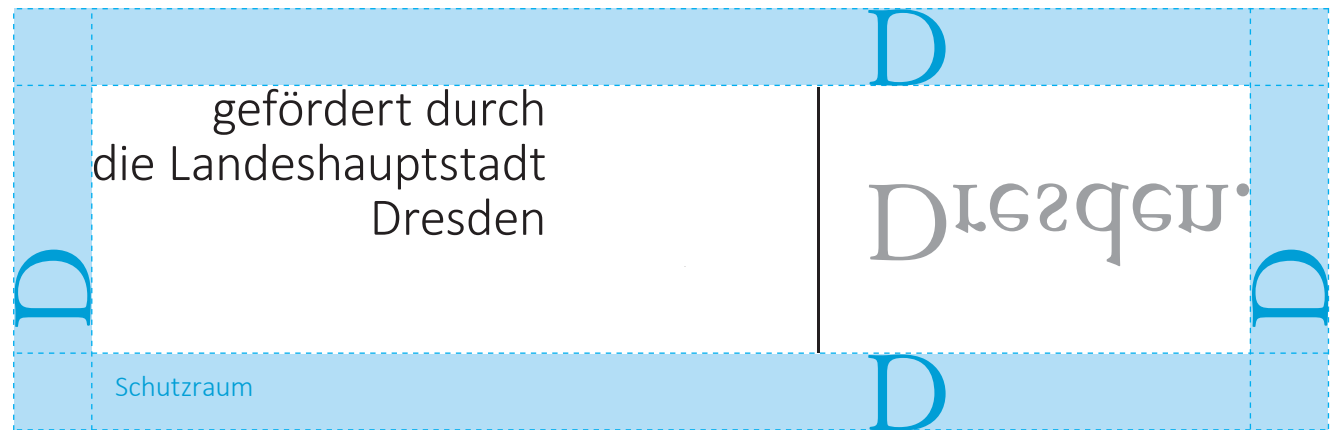 D
gefördert durch
die Landeshauptstadt
Dresden
Dresden.
D
D
Schutzraum
D